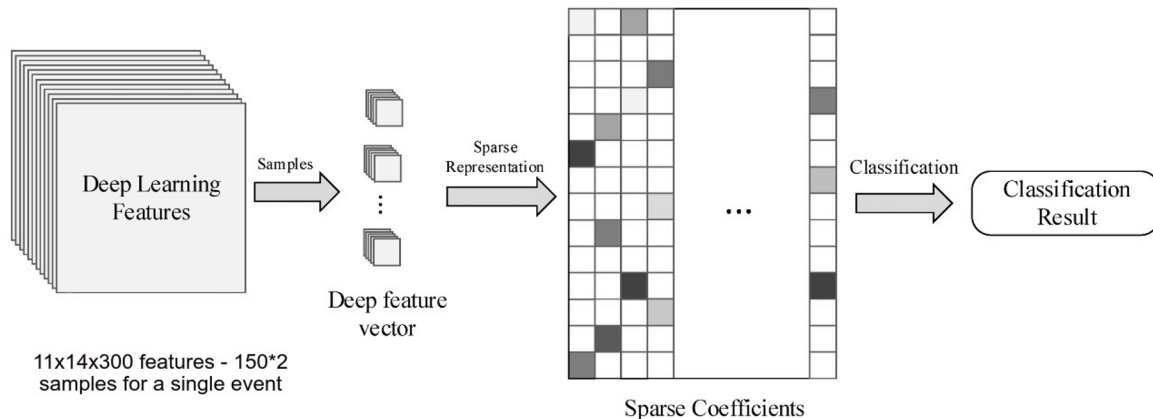 Deep Learning
Features
Samples
Deep feature
vector
Sparse
Representation
...
Sparse Coefficients
Classification
Classification
Result
11x14x300 features - 150*2
samples for a single event